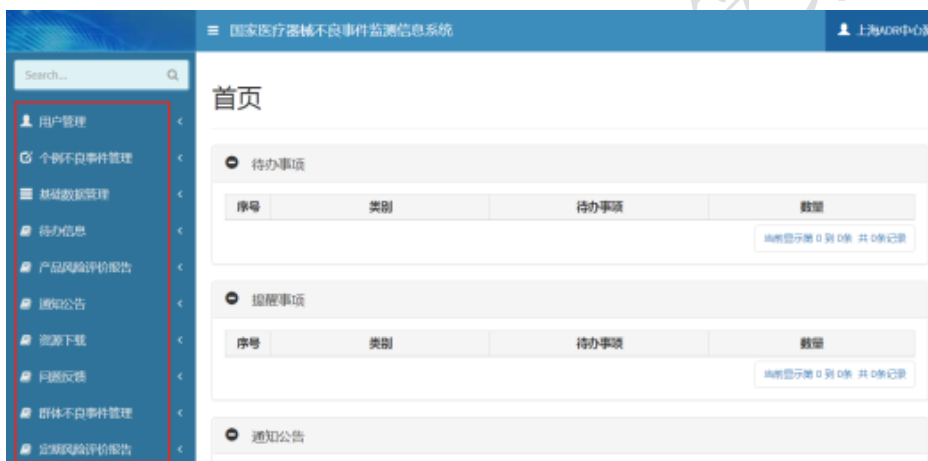 国家医疗器械不良事件监测信息系统
上海ADR中心
Search...
首页
用户管理
个例不良事件管理
基础数据管理
待办信息
产品风险评价报告
通知公告
资源下载
问题反馈
群体不良事件管理
定期风险评价报告
待办事项
序号 类别 待办事项 数量
当前显示第 0 到 0条 共 0条记录
提醒事项
序号 类别 待办事项 数量
当前显示第 0 到 0条 共 0条记录
通知公告